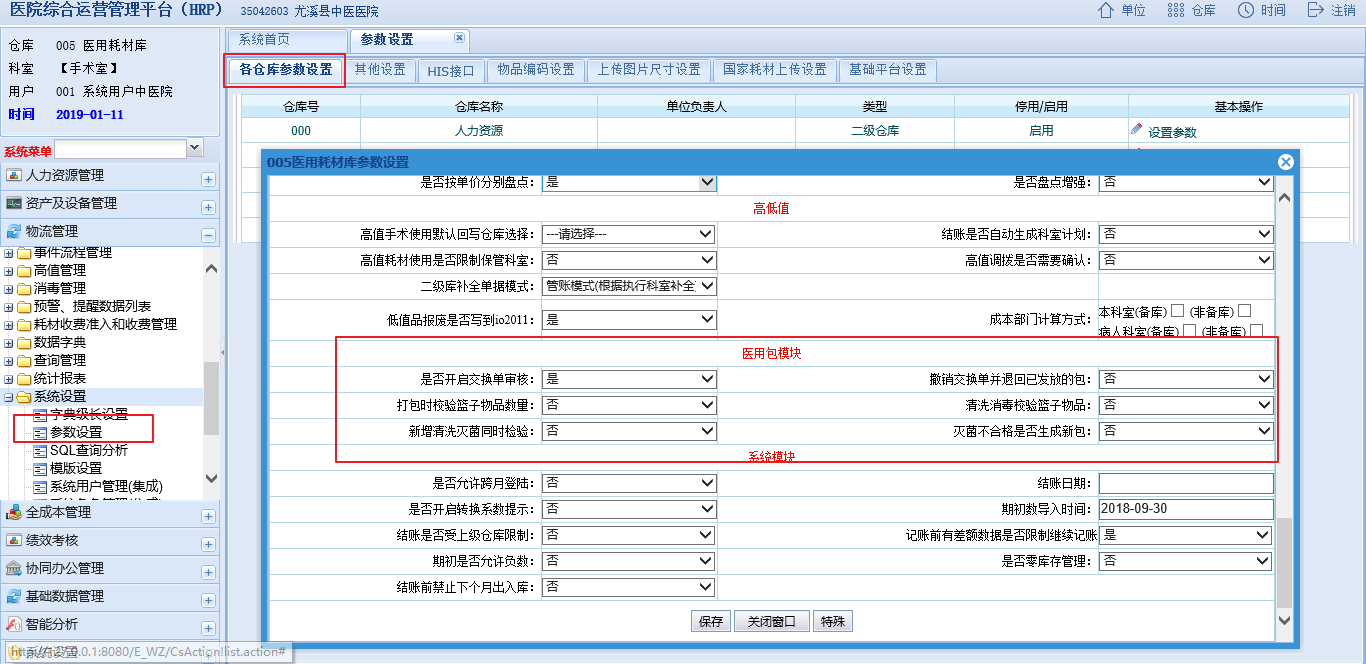 医院综合运营管理平台（HRP） 35042603 尤溪县中医医院 单位 仓库 时间 注销
仓库 005 医用耗材库
科室 【手术室】
用户 001 系统用户中医院
时间 2019-01-11
系统菜单
人力资源管理
资产及设备管理
物流管理
事件流程管理
高值管理
消毒管理
预警、提醒数据列表
耗材收费准入和收费管理
数据字典
查询管理
统计报表
系统设置
字典级长设置
参数设置
SQL查询分析
模版设置
系统用户管理(集成)
全成本管理
绩效考核
协同办公管理
基础数据管理
智能分析
系统设置
0.1:8080/E_WZ/CsAction!list.action#
系统首页 参数设置
各仓库参数设置 其他设置 HIS接口 物品编码设置 上传图片尺寸设置 国家耗材上传设置 基础平台设置
仓库号 仓库名称 单位负责人 类型 停用/启用 基本操作
000 人力资源 二级仓库 启用 设置参数
005医用耗材库参数设置
是否按单价分别盘点： 是 是否盘点增强： 否
高低值
高值手术使用默认回写仓库选择： ---请选择--- 结账是否自动生成科室计划： 否
高值耗材使用是否限制保管科室： 否 高值调拨是否需要确认： 否
二级库补全单据模式： 管账模式(根据执行科室补全
低值品报废是否写到io2011： 是 成本部门计算方式： 本科室(备库) (非备库)
病人科室(备库) (非备库)
医用包模块
是否开启交换单审核： 是 撤销交换单并退回已发放的包： 否
打包时校验篮子物品数量： 否 清洗消毒校验篮子物品： 否
新增清洗灭菌同时检验： 否 灭菌不合格是否生成新包： 否
系统模块
是否允许跨月登陆： 否 结账日期：
是否开启转换系数提示： 否 期初数导入时间： 2018-09-30
结账是否受上级仓库限制： 否 记账前有差额数据是否限制继续记账 是
期初是否允许负数： 否 是否零库存管理： 否
结账前禁止下个月出入库： 否
保存 关闭窗口 特殊